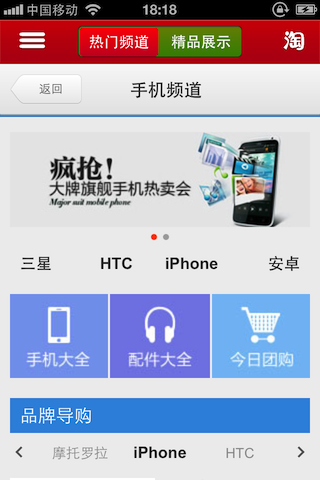 中国移动 18:18
热门频道 精品展示 淘
返回 手机频道
疯抢!
大牌旗舰手机热卖会
Major suit mobile phone
三星 HTC iPhone 安卓
手机大全 配件大全 今日团购
品牌导购
摩托罗拉 iPhone HTC